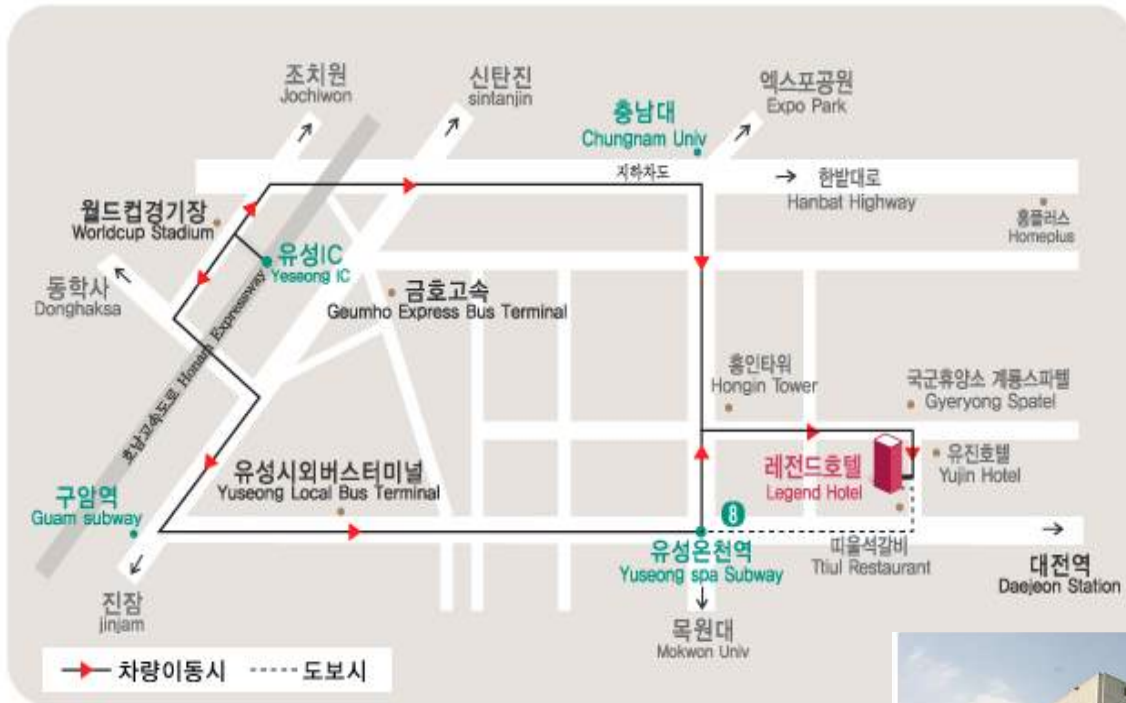 조치원
Jochiwon
신탄진
sintanjin
엑스포공원
Expo Park
충남대
Chungnam Univ
지하차도
한밭대로
Hanbat Highway
홈플러스
Homeplus
월드컵경기장
Worldcup Stadium
유성IC
Yeseong IC
동학사
Donghaksa
금호고속
Geumho Express Bus Terminal
호남고속도로 Honam Expressway
홍인타워
Hongin Tower
국군휴양소 계룡스파텔
Gyeryong Spatel
레전드호텔
Legend Hotel
유진호텔
Yujin Hotel
유성시외버스터미널
Yuseong Local Bus Terminal
구암역
Guam subway
8
유성온천역
Yuseong spa Subway
띠울석갈비
Ttiul Restaurant
대전역
Daejeon Station
진잠
jinjam
목원대
Mokwon Univ
차량이동시
도보시